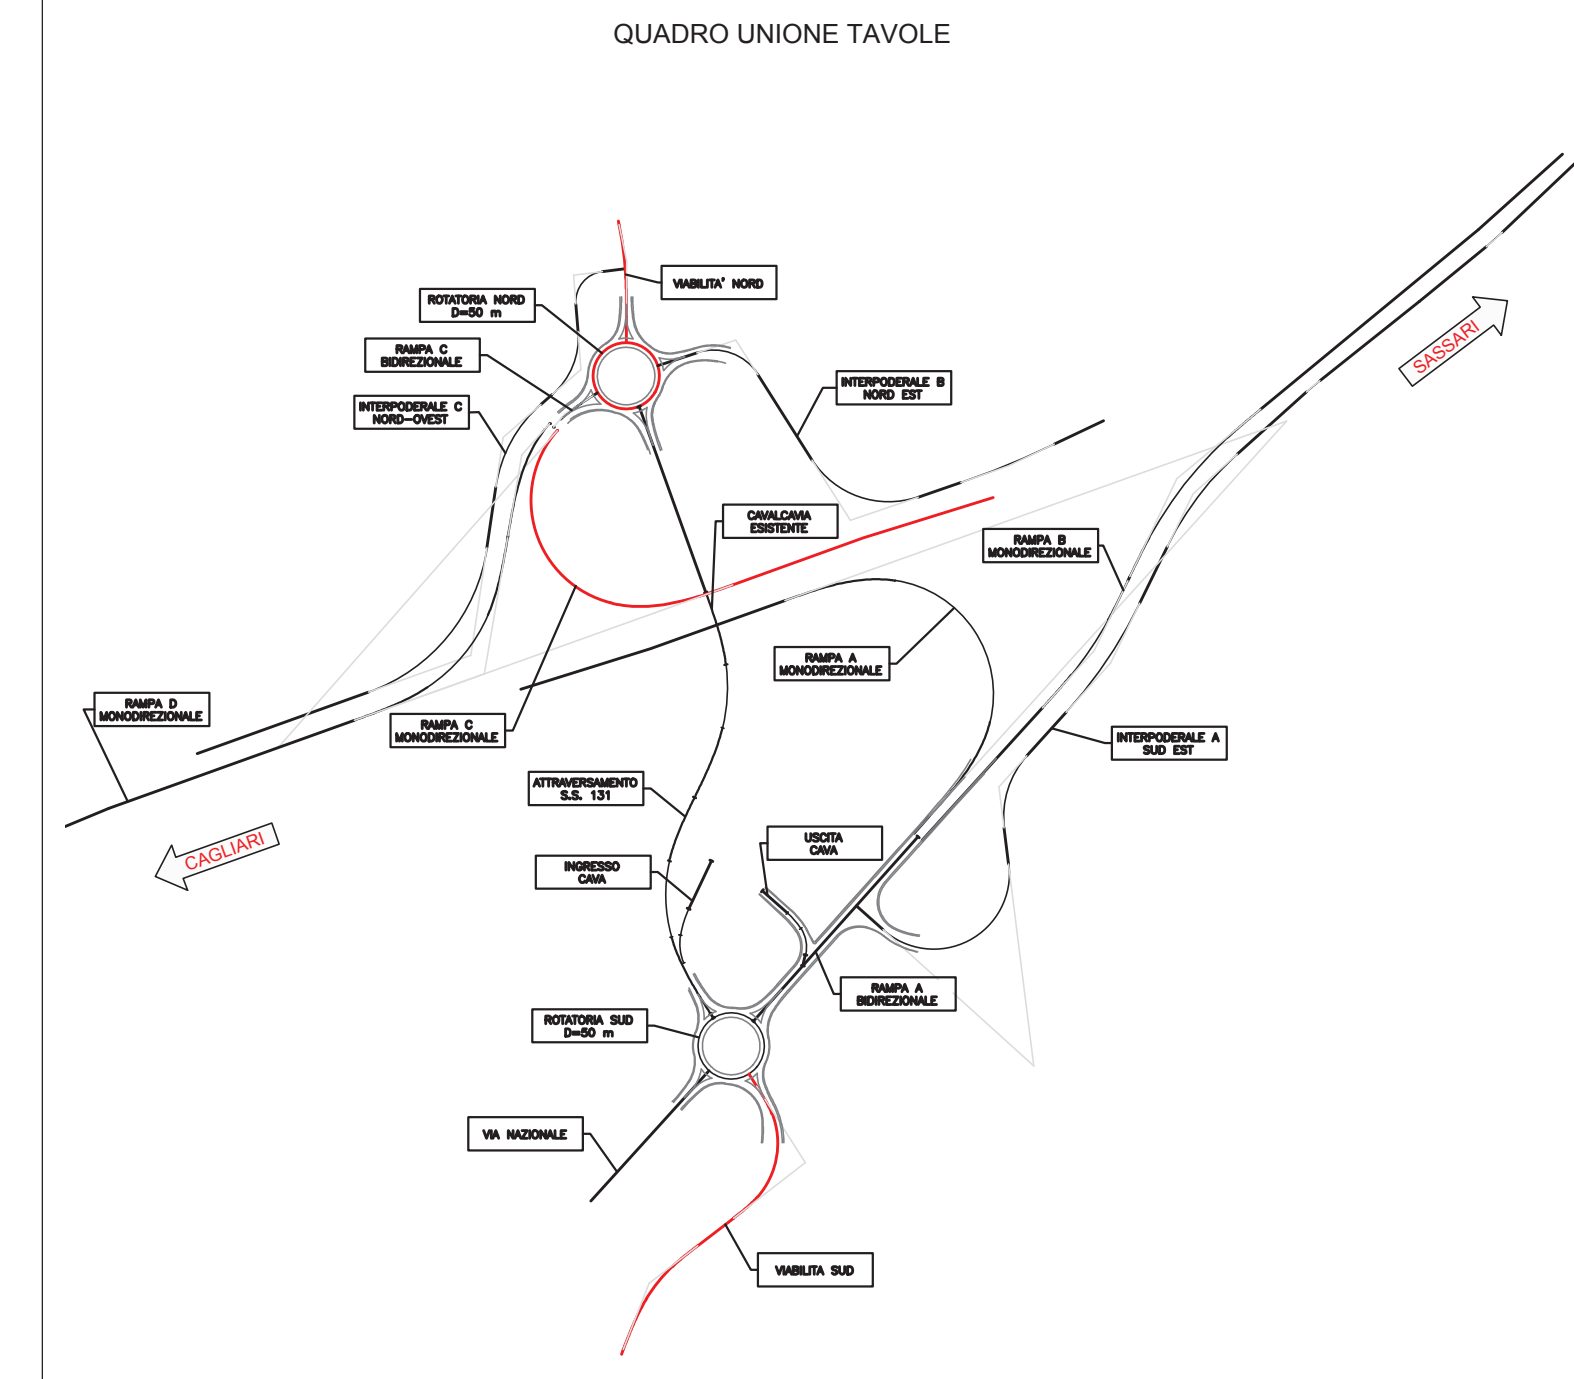 QUADRO UNIONE TAVOLE
SASSARI
VIABILITA' NORD
ROTATORIA NORD
D=50 m
RAMPA C
BIDIREZIONALE
INTERPODERALE C
NORD-OVEST
INTERPODERALE B
NORD EST
CAVALCAVIA
ESISTENTE
RAMPA B
MONODIREZIONALE
RAMPA A
MONODIREZIONALE
RAMPA D
MONODIREZIONALE
RAMPA C
MONODIREZIONALE
INTERPODERALE A
SUD EST
ATTRAVERSAMENTO
S.S. 131
CAGLIARI
USCITA
CAVA
INGRESSO
CAVA
RAMPA A
BIDIREZIONALE
ROTATORIA SUD
D=50 m
VIA NAZIONALE
VIABILITA SUD